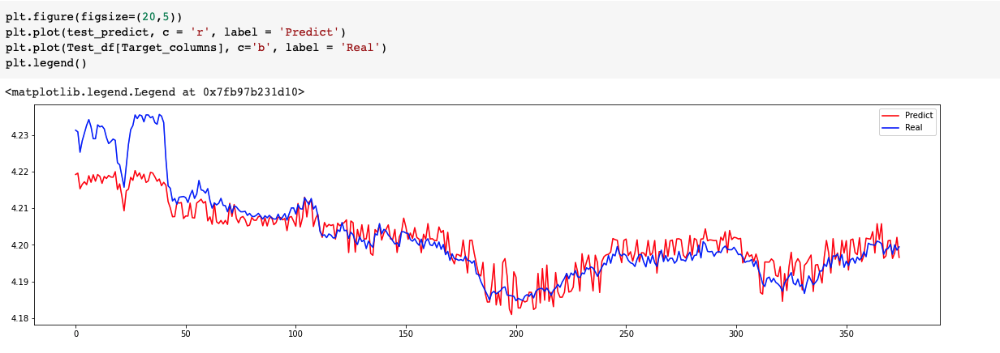 plt.figure(figsize=(20,5))
plt.plot(test_predict, c = 'r', label = 'Predict')
plt.plot(Test_df[Target_columns], c='b', label = 'Real')
plt.legend()
<matplotlib.legend.Legend at 0x7fb97b231d10>
Predict
Real
4.23
4.22
4.21
4.20
4.19
4.18
0 50 100 150 200 250 300 350